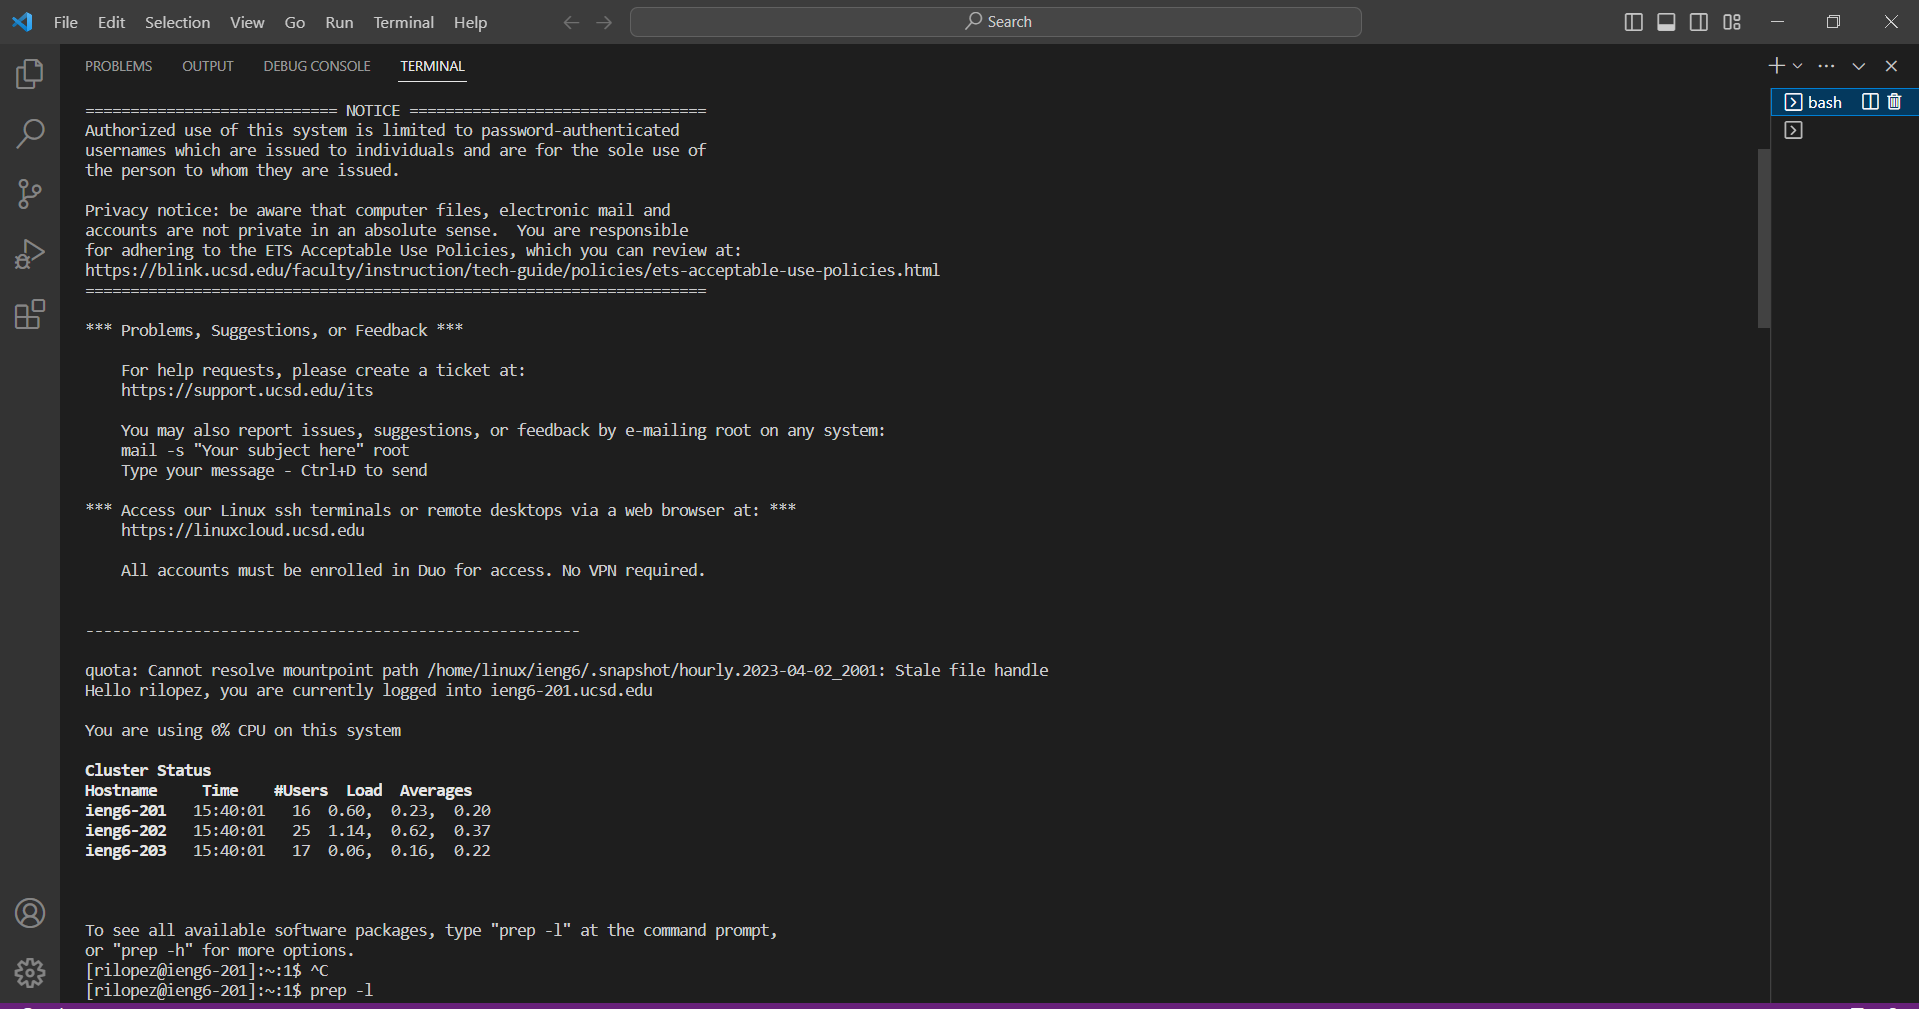 File Edit Selection View Go Run Terminal Help Search
PROBLEMS OUTPUT DEBUG CONSOLE TERMINAL
============================ NOTICE =================================
Authorized use of this system is limited to password-authenticated
usernames which are issued to individuals and are for the sole use of
the person to whom they are issued.
Privacy notice: be aware that computer files, electronic mail and
accounts are not private in an absolute sense.  You are responsible
for adhering to the ETS Acceptable Use Policies, which you can review at:
https://blink.ucsd.edu/faculty/instruction/tech-guide/policies/ets-acceptable-use-policies.html
=====================================================================
*** Problems, Suggestions, or Feedback ***
For help requests, please create a ticket at:
https://support.ucsd.edu/its
You may also report issues, suggestions, or feedback by e-mailing root on any system:
mail -s "Your subject here" root
Type your message - Ctrl+D to send
*** Access our Linux ssh terminals or remote desktops via a web browser at: ***
https://linuxcloud.ucsd.edu
All accounts must be enrolled in Duo for access. No VPN required.
-------------------------------------------------------
quota: Cannot resolve mountpoint path /home/linux/ieng6/.snapshot/hourly.2023-04-02_2001: Stale file handle
Hello rilopez, you are currently logged into ieng6-201.ucsd.edu
You are using 0% CPU on this system
Cluster Status
Hostname     Time    #Users  Load  Averages
ieng6-201   15:40:01   16  0.60,  0.23,  0.20
ieng6-202   15:40:01   25  1.14,  0.62,  0.37
ieng6-203   15:40:01   17  0.06,  0.16,  0.22
To see all available software packages, type "prep -l" at the command prompt,
or "prep -h" for more options.
[rilopez@ieng6-201]:~:1$ ^C
[rilopez@ieng6-201]:~:1$ prep -l
bash